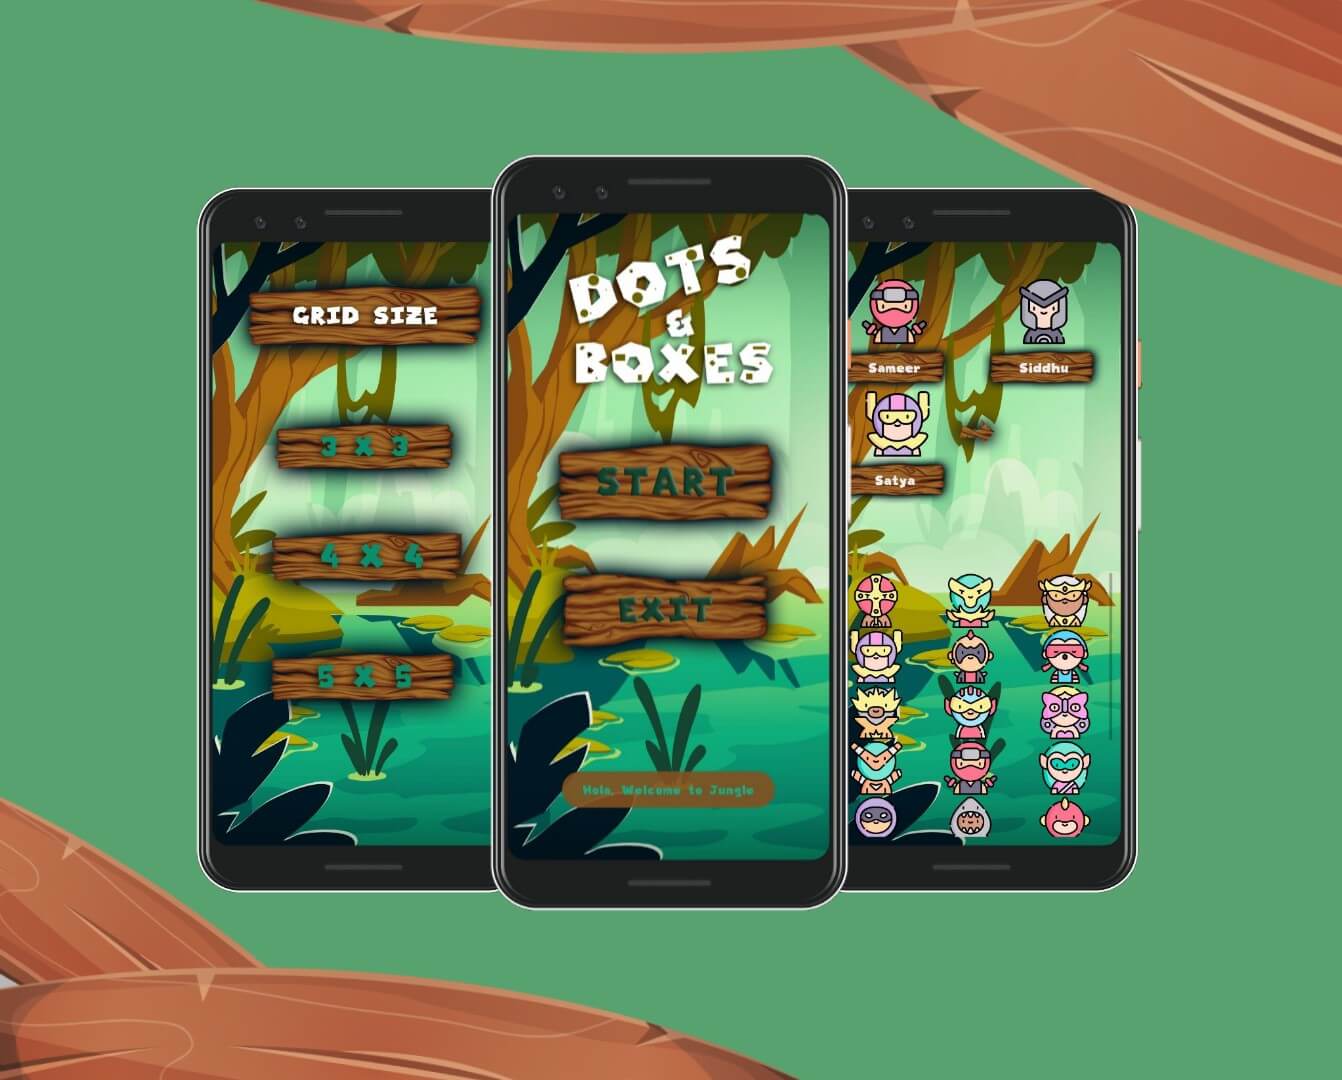 GRID SIZE
3 X 3
4 X 4
5 X 5
DOTS
&
BOXES
START
EXIT
Hola, Welcome to Jungle
Sameer
Siddhu
Satya